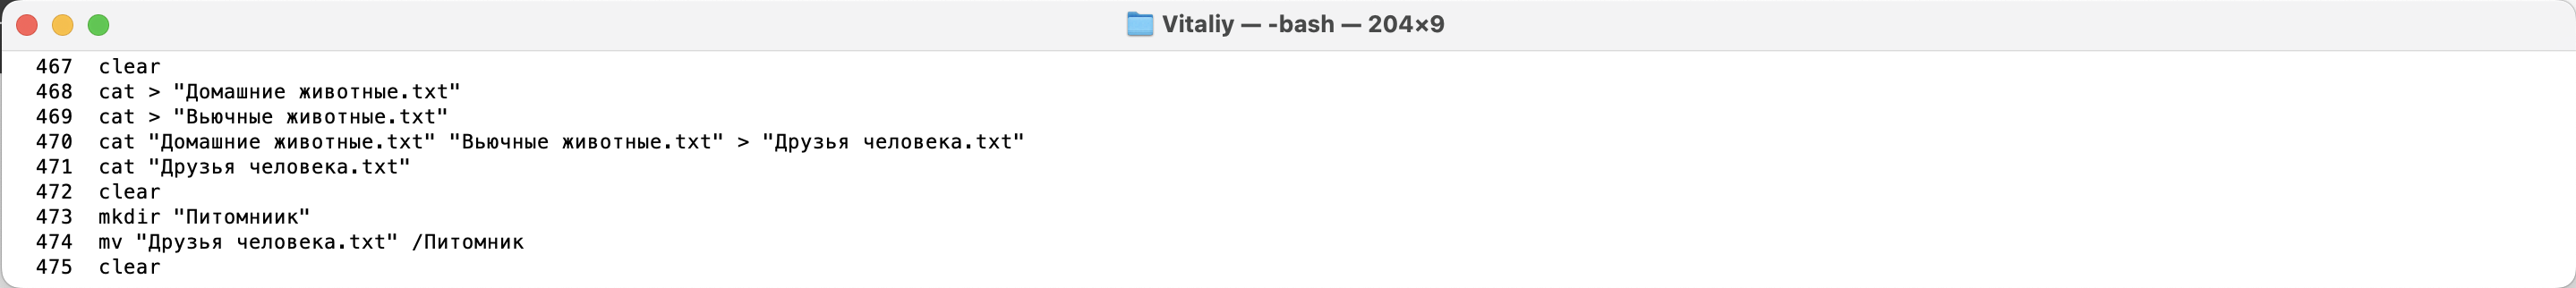 Vitaliy — -bash — 204×9
467 clear
468 cat > "Домашние животные.txt"
469 cat > "Вьючные животные.txt"
470 cat "Домашние животные.txt" "Вьючные животные.txt" > "Друзья человека.txt"
471 cat "Друзья человека.txt"
472 clear
473 mkdir "Питомниик"
474 mv "Друзья человека.txt" /Питомник
475 clear